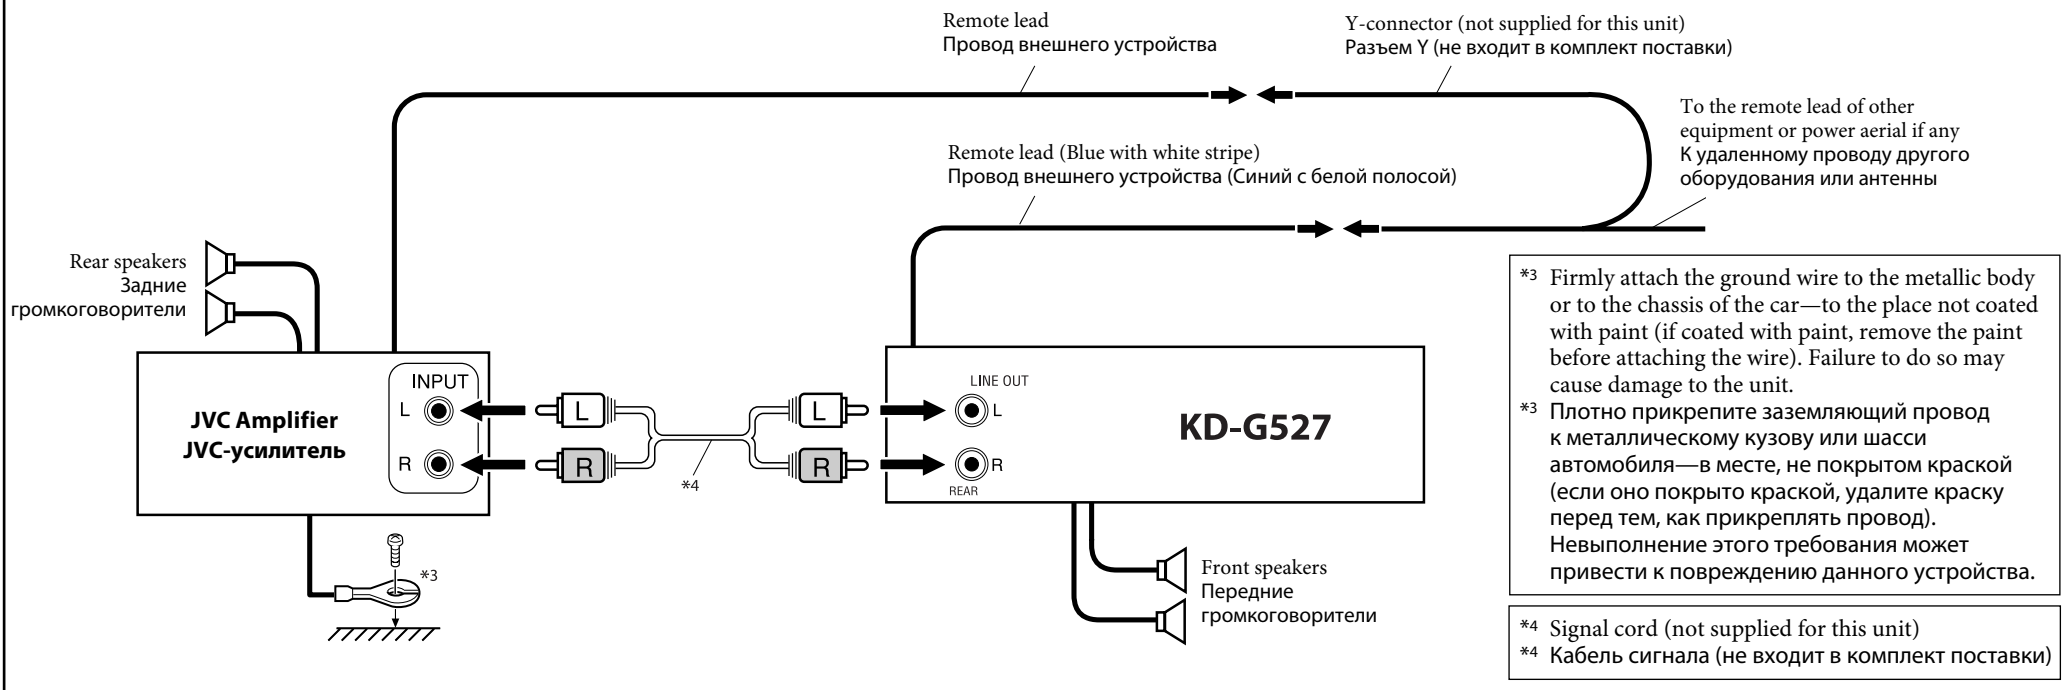 Remote lead
Провод внешнего устройства
Y-connector (not supplied for this unit)
Разъем Y (не входит в комплект поставки)
To the remote lead of other
equipment or power aerial if any
К удаленному проводу другого
оборудования или антенны
Remote lead (Blue with white stripe)
Провод внешнего устройства (Синий с белой полосой)
Rear speakers
Задние
громкоговорители
JVC Amplifier
JVC-усилитель
INPUT
L
R
L
R
*4
L
R
LINE OUT
L
R
REAR
KD-G527
*3
Front speakers
Передние
громкоговорители
*3 Firmly attach the ground wire to the metallic body
or to the chassis of the car—to the place not coated
with paint (if coated with paint, remove the paint
before attaching the wire). Failure to do so may
cause damage to the unit.
*3 Плотно прикрепите заземляющий провод
к металлическому кузову или шасси
автомобиля—в месте, не покрытом краской
(если оно покрыто краской, удалите краску
перед тем, как прикреплять провод).
Невыполнение этого требования может
привести к повреждению данного устройства.
*4 Signal cord (not supplied for this unit)
*4 Кабель сигнала (не входит в комплект поставки)